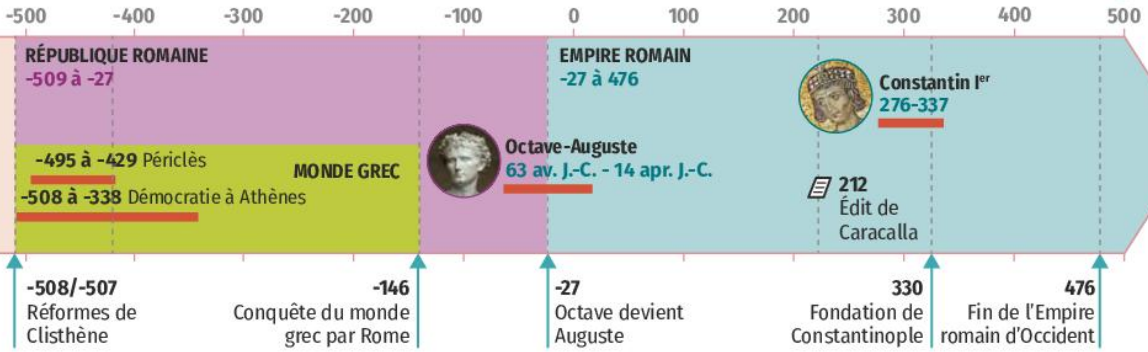 -500 -400 -300 -200 -100 0 100 200 300 400 500
RÉPUBLIQUE ROMAINE
-509 à -27
EMPIRE ROMAIN
-27 à 476
Constantin Ier
276-337
-495 à -429 Périclès
MONDE GREC
-508 à -338 Démocratie à Athènes
Octave-Auguste
63 av. J.-C. - 14 apr. J.-C.
212
Édit de
Caracalla
-508/-507
Réformes de
Clisthène
-146
Conquête du monde
grec par Rome
-27
Octave devient
Auguste
330
Fondation de
Constantinople
476
Fin de l'Empire
romain d'Occident